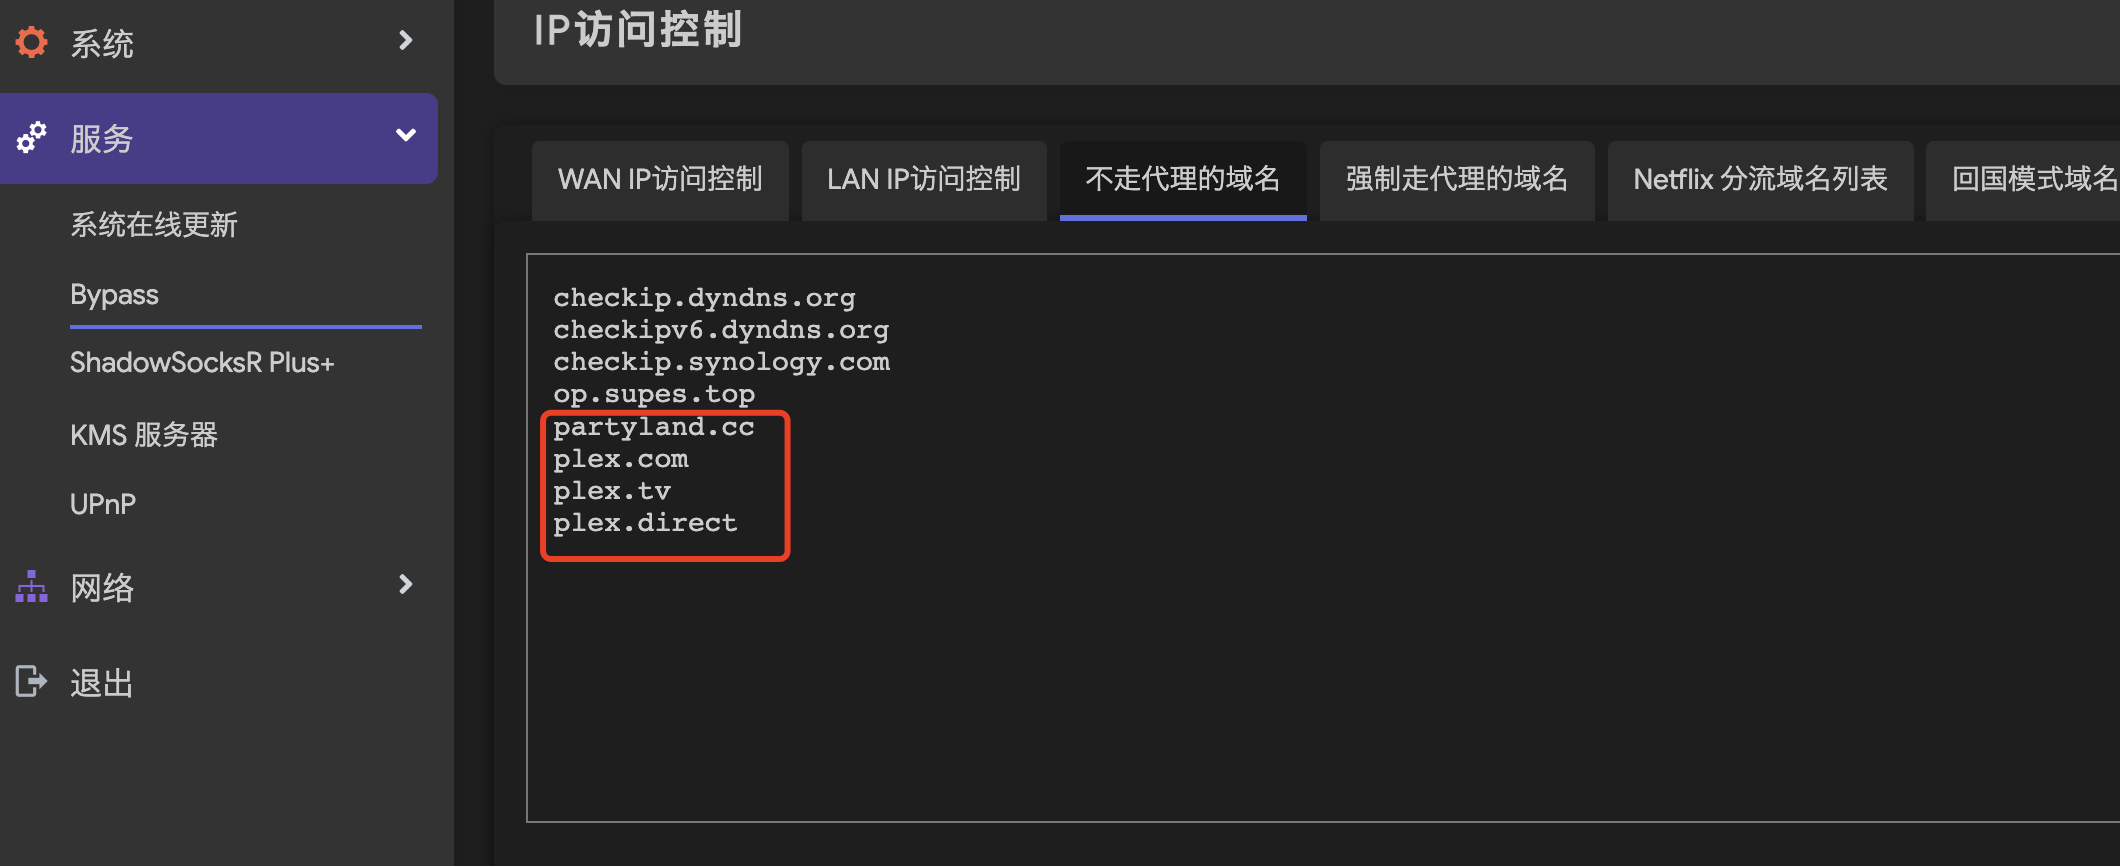 系统
服务
系统在线更新
Bypass
ShadowSocksR Plus+
KMS 服务器
UPnP
网络
退出
IP访问控制
WAN IP访问控制
LAN IP访问控制
不走代理的域名
强制走代理的域名
Netflix 分流域名列表
回国模式域名
checkip.dyndns.org
checkipv6.dyndns.org
checkip.synology.com
op.supes.top
partyland.cc
plex.com
plex.tv
plex.direct